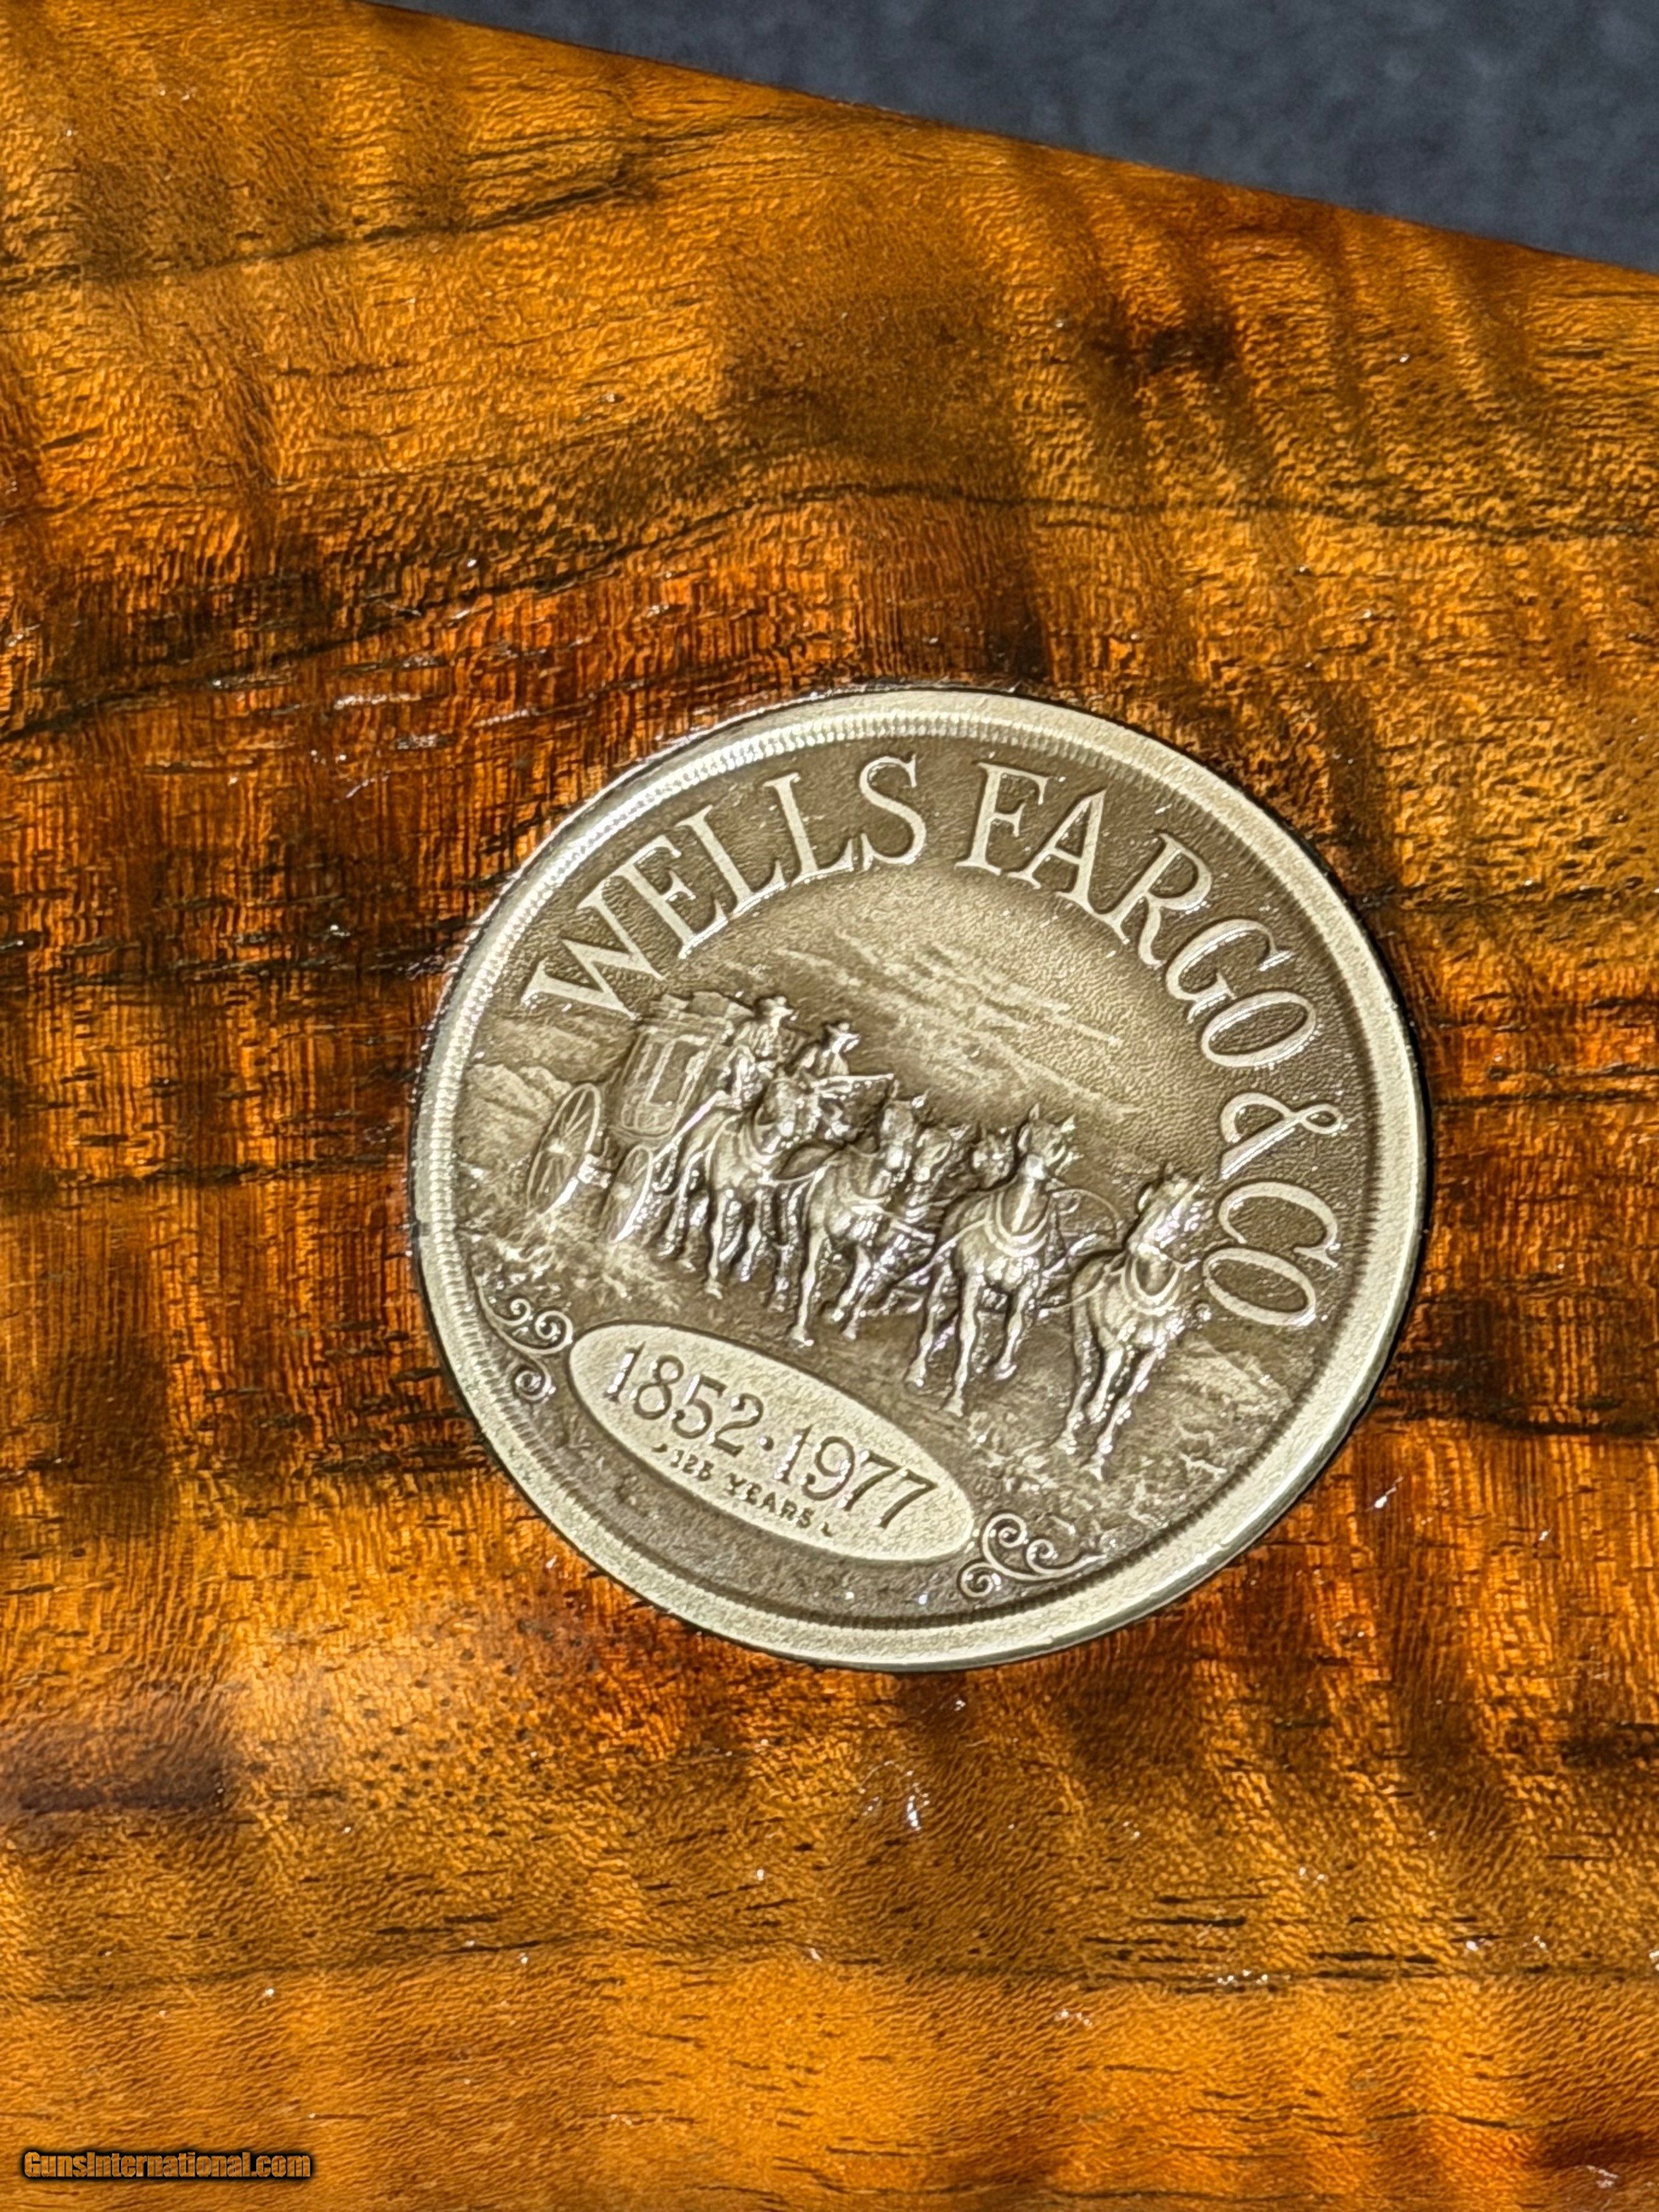 WELLS FARGO & CO
1852·1977
125 YEARS
GunsInternational.com